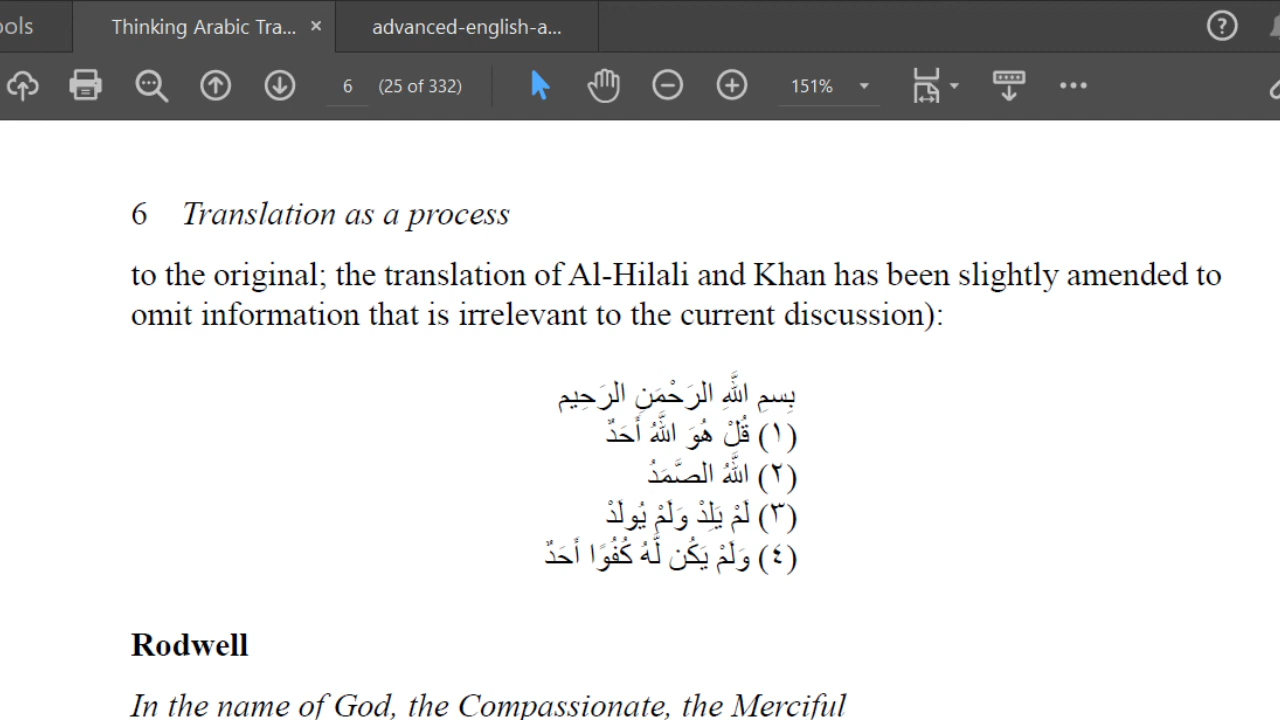 ools
Thinking Arabic Tra... ×
advanced-english-a...
?
6 (25 of 332)
151%
6 Translation as a process
to the original; the translation of Al-Hilali and Khan has been slightly amended to
omit information that is irrelevant to the current discussion):
بِسمِ اللَّهِ الرَحْمَنِ الرَحِيم
(١) قُلْ هُوَ اللَّهُ أَحَدٌ
(٢) اللَّهُ الصَّمَدُ
(٣) لَمْ يَلِدْ وَلَمْ يُولَدْ
(٤) وَلَمْ يَكُن لَّهُ كُفُوًا أَحَدٌ
Rodwell
In the name of God, the Compassionate, the Merciful